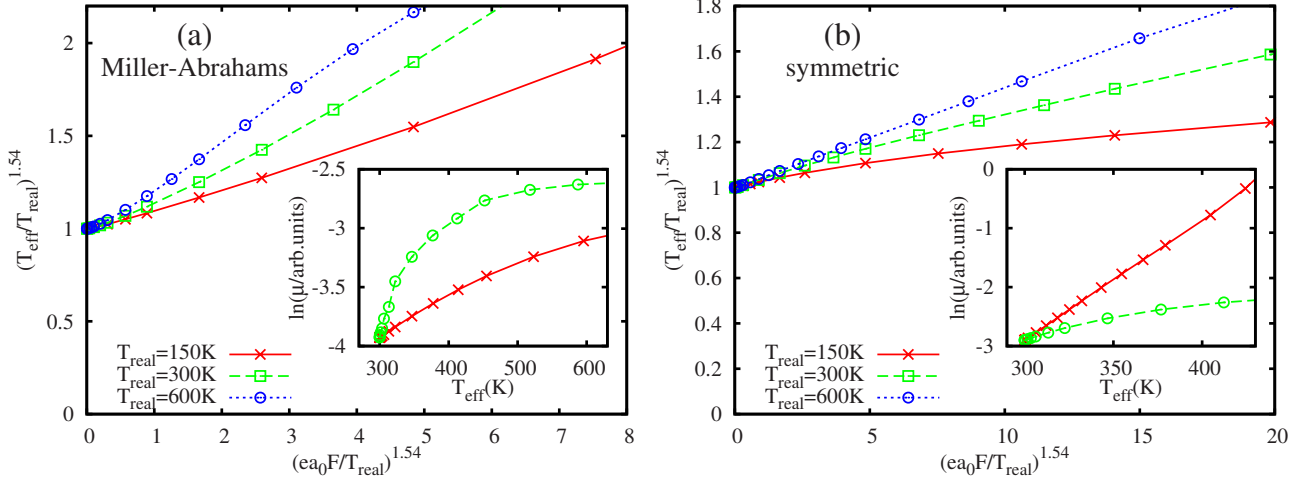 (a)
Miller-Abrahams
(T_eff/T_real)^1.54
2
1.5
1
0.5
0
0 1 2 3 4 5 6 7 8
(ea_0F/T_real)^1.54
T_real=150K
T_real=300K
T_real=600K
ln(μ/arb.units)
-2.5
-3
-3.5
-4
300 400 500 600
T_eff(K)
(b)
symmetric
(T_eff/T_real)^1.54
1.8
1.6
1.4
1.2
1
0.8
0.6
0.4
0.2
0
0 5 10 15 20
(ea_0F/T_real)^1.54
T_real=150K
T_real=300K
T_real=600K
ln(μ/arb.units)
0
-1
-2
-3
300 350 400
T_eff(K)